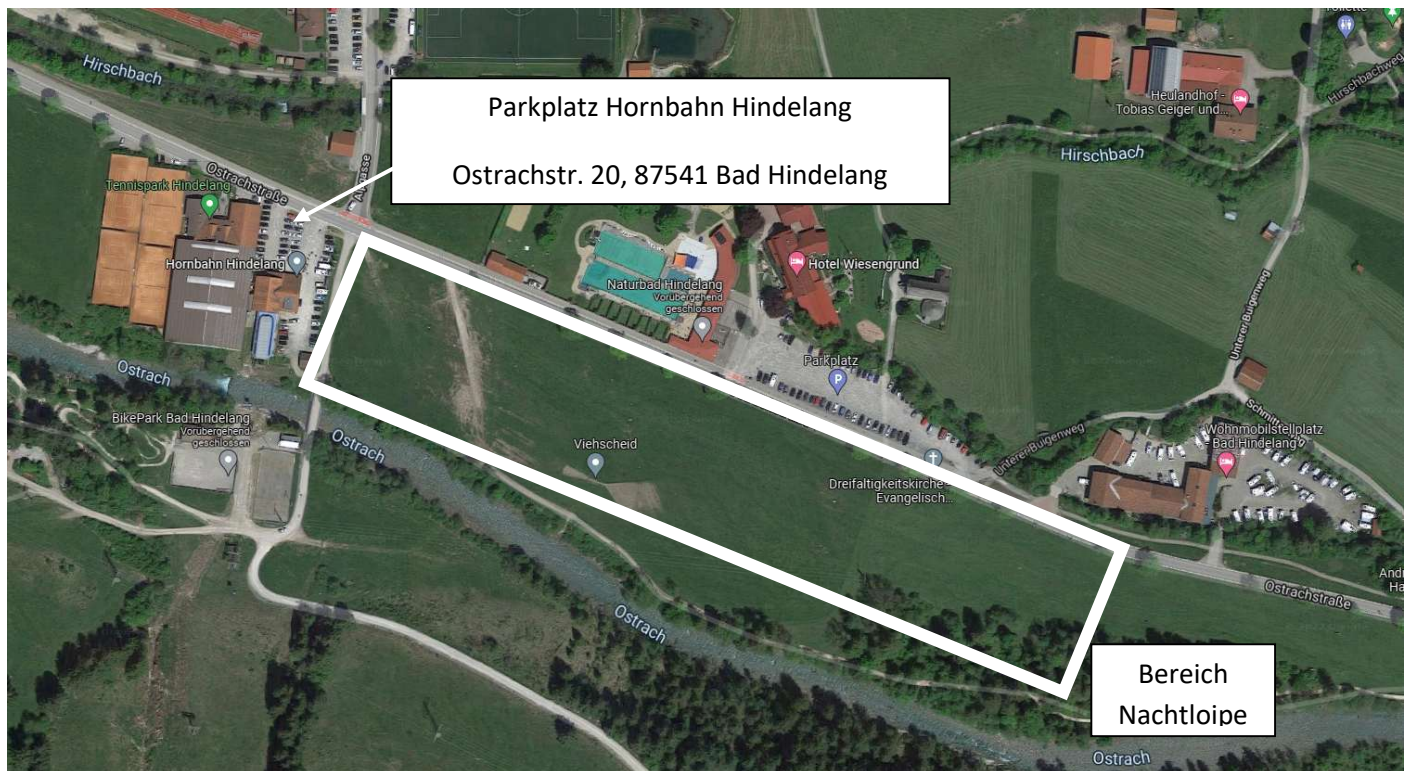 Toilette
Hirschbach
Hirschbachweg
Parkplatz Hornbahn Hindelang
Ostrachstr. 20, 87541 Bad Hindelang
Heulandhof -
Tobias Geiger und...
Hirschbach
Ostrachstraße
Tennispark Hindelang
Hornbahn Hindelang
Hotel Wiesengrund
Naturbad Hindelang
Vorübergehend
geschlossen
Unterer Buigenweg
Parkplatz
P
Ostrach
BikePark Bad Hindelang
Vorübergehend
geschlossen
Ostrach
Viehscheid
Wohnmobilstellplatz
- Bad Hindelang
Unterer Buigenweg
Dreifaltigkeitskirche -
Evangelisch...
Ostrachstraße
Ostrach
Bereich
Nachtloipe
Ostrach